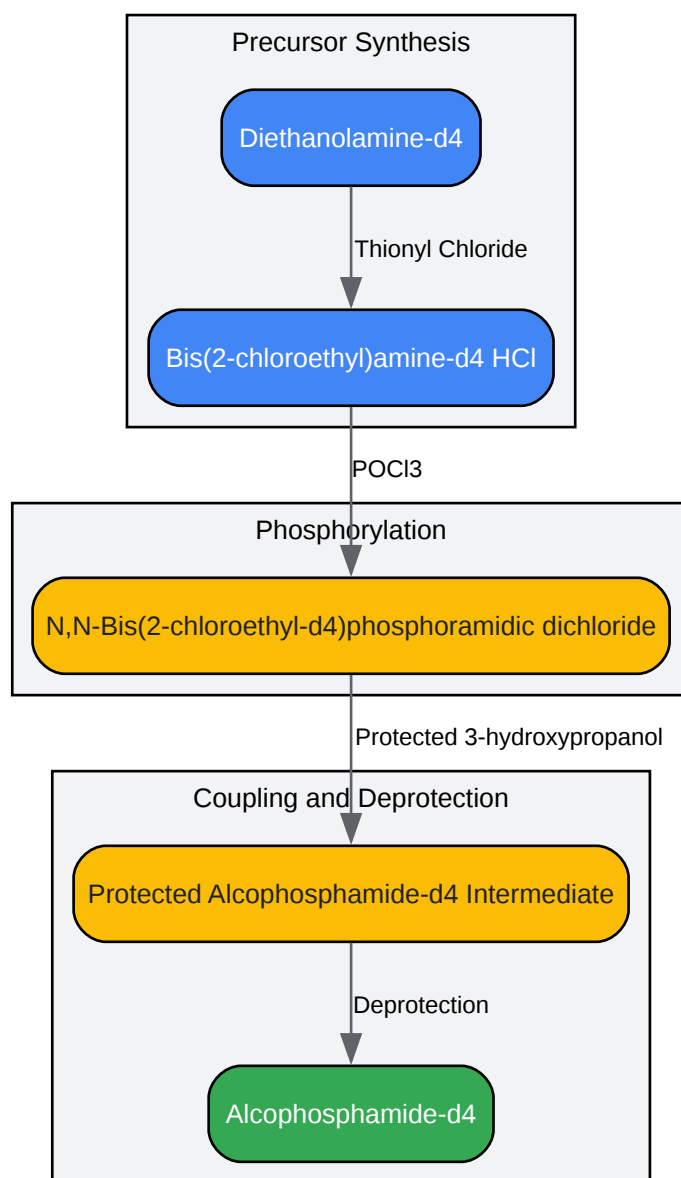 Precursor Synthesis
Diethanolamine-d4
Thionyl Chloride
Bis(2-chloroethyl)amine-d4 HCl
POCl3
Phosphorylation
N,N-Bis(2-chloroethyl-d4)phosphoramidic dichloride
Protected 3-hydroxypropanol
Coupling and Deprotection
Protected Alcophosphamide-d4 Intermediate
Deprotection
Alcophosphamide-d4